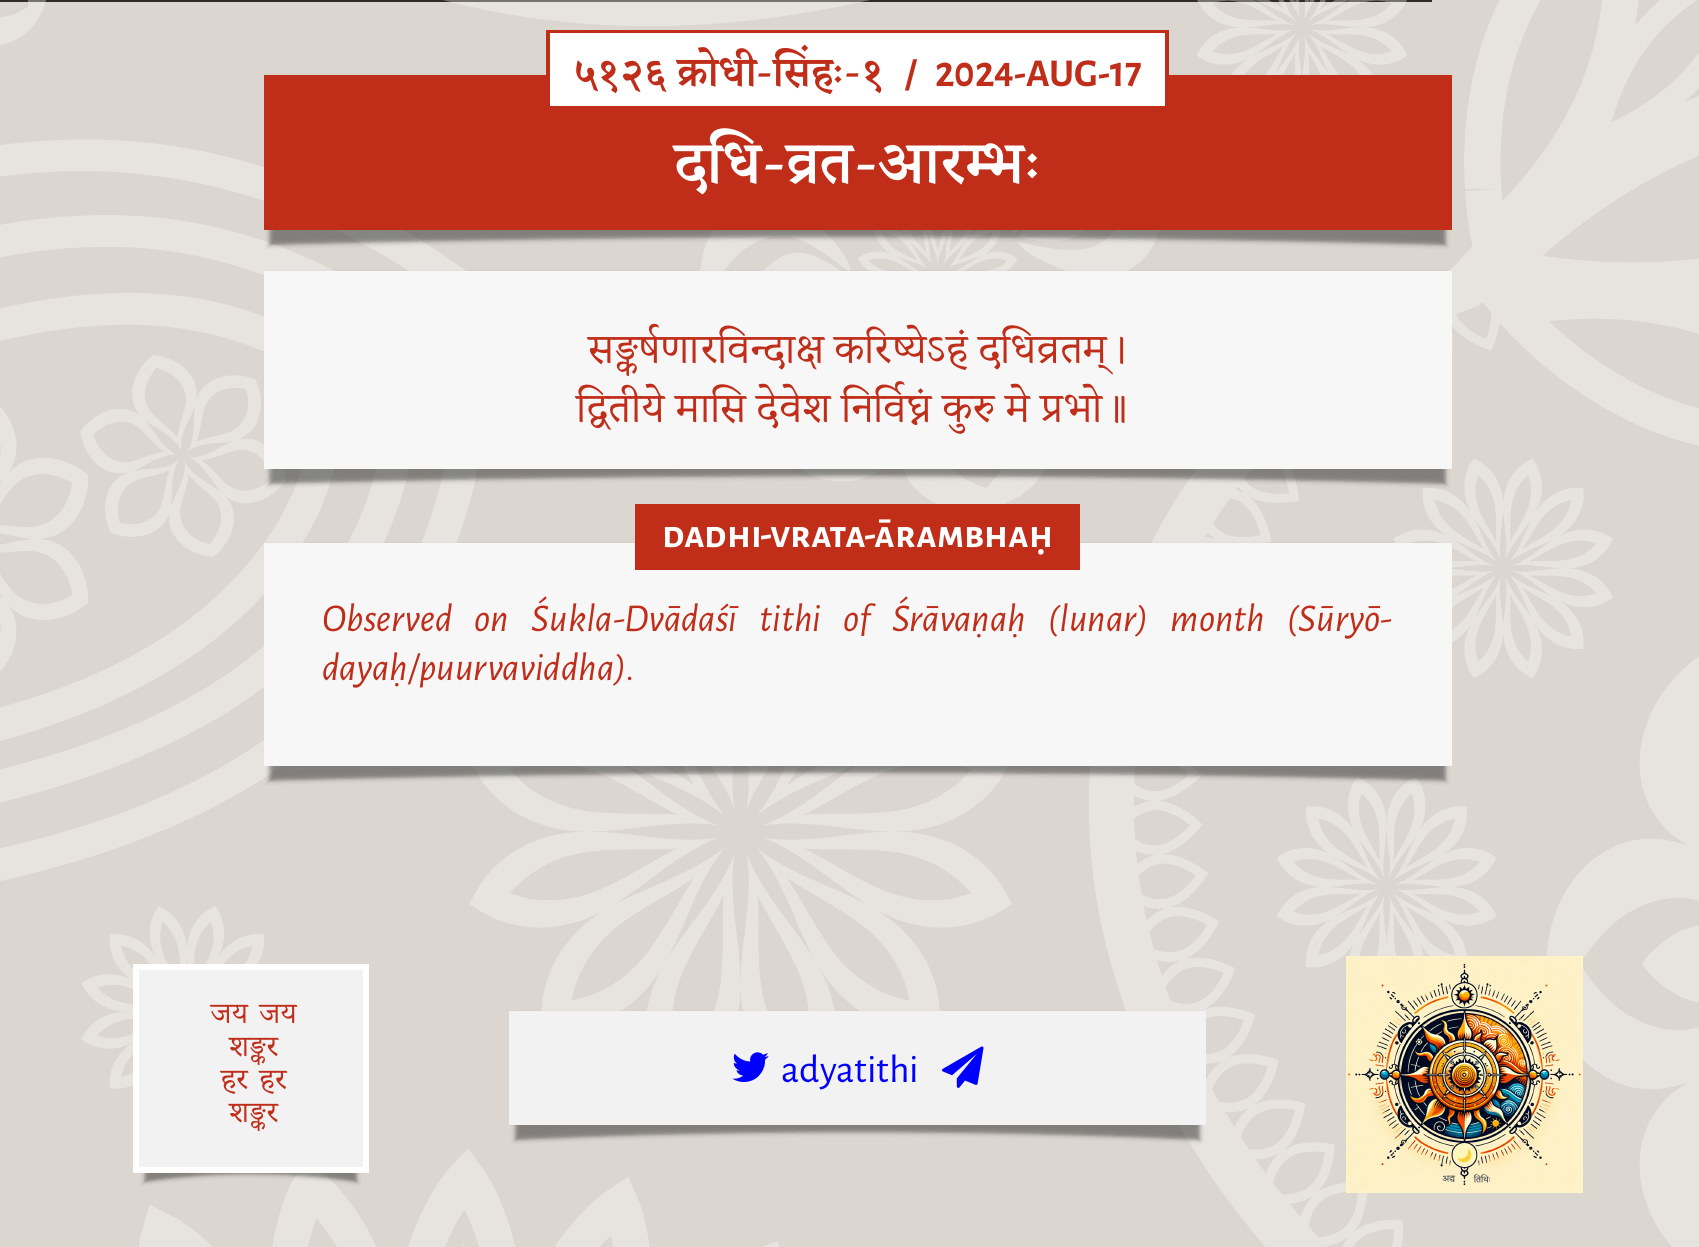 ५१२६ क्रोधी-सिंहः-१ / 2024-AUG-17
दधि-व्रत-आरम्भः
सङ्कर्षणारविन्दाक्ष करिष्येऽहं दधिव्रतम्।
द्वितीये मासि देवेश निर्विघ्नं कुरु मे प्रभो॥
DADHI-VRATA-ĀRAMBHAḤ
Observed on Śukla-Dvādaśī tithi of Śrāvaṇaḥ (lunar) month (Sūryō-
dayaḥ/puurvaviddha).
जय जय
शङ्कर
हर हर
शङ्कर
adyatithi
अद्य तिथिः